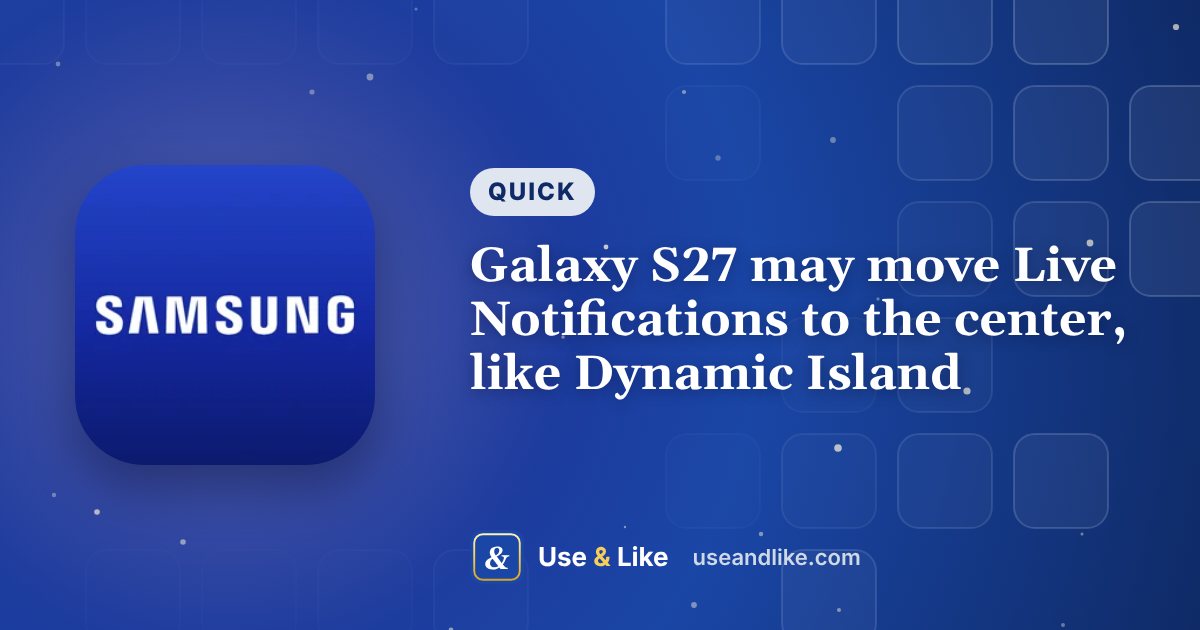 SAMSUNG
QUICK
Galaxy S27 may move Live
Notifications to the center,
like Dynamic Island
& Use & Like useandlike.com